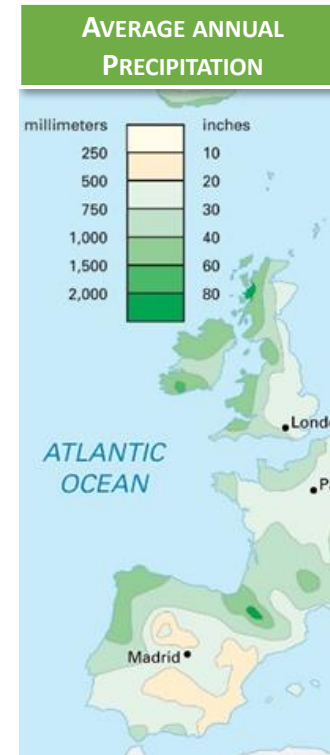 AVERAGE ANNUAL
PRECIPITATION
millimeters inches
250 10
500 20
750 30
1,000 40
1,500 60
2,000 80
Londo
ATLANTIC
OCEAN
P
Madrid